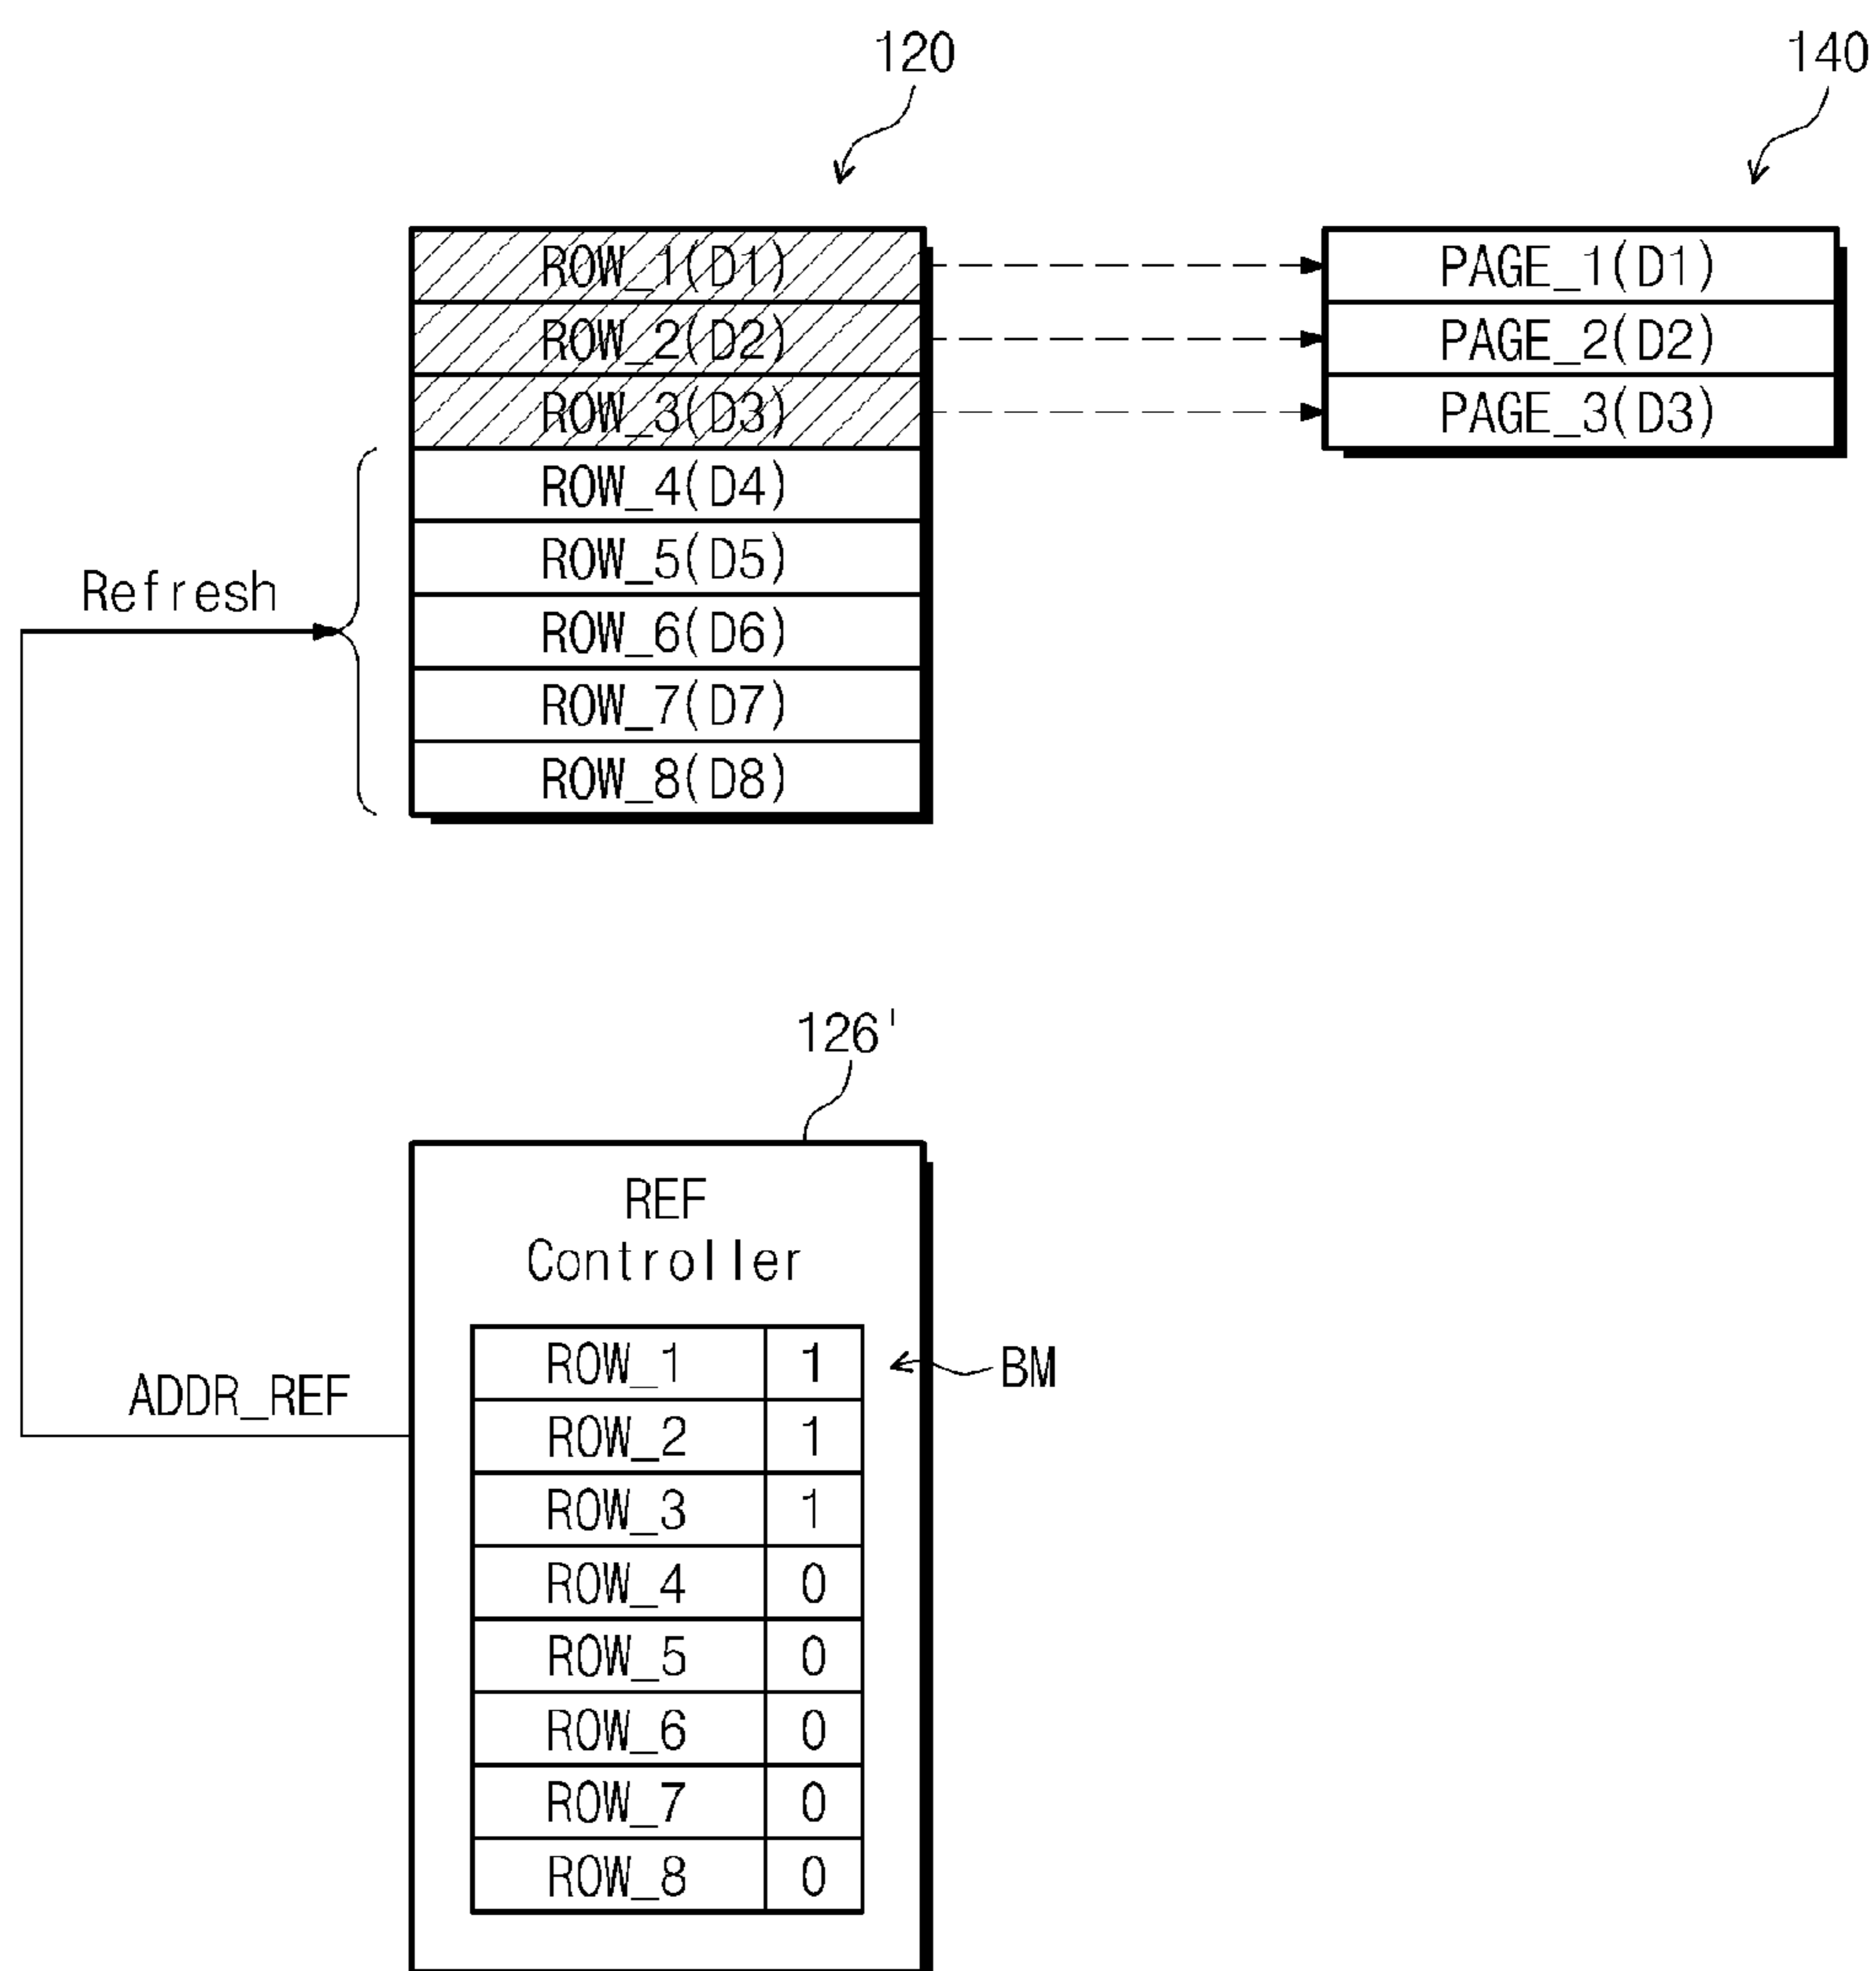 120
140
ROW_1(D1)
PAGE_1(D1)
ROW_2(D2)
PAGE_2(D2)
ROW_3(D3)
PAGE_3(D3)
ROW_4(D4)
ROW_5(D5)
Refresh
ROW_6(D6)
ROW_7(D7)
ROW_8(D8)
126'
REF
Controller
ROW_1 1
BM
ADDR_REF
ROW_2 1
ROW_3 1
ROW_4 0
ROW_5 0
ROW_6 0
ROW_7 0
ROW_8 0